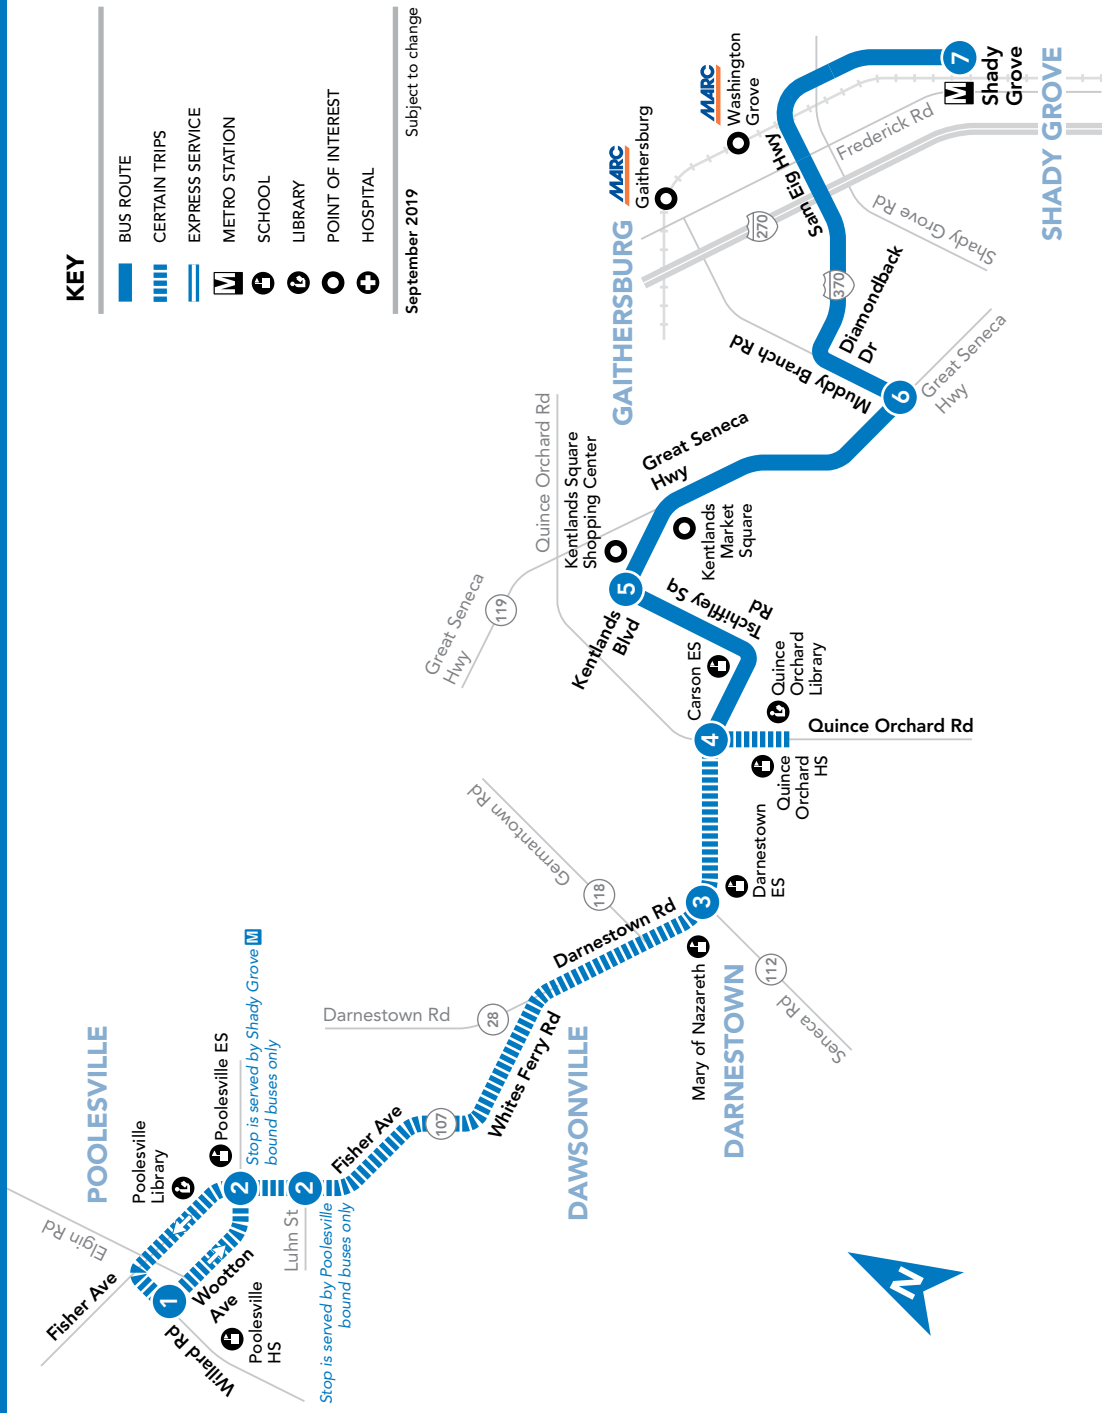 KEY
BUS ROUTE
CERTAIN TRIPS
EXPRESS SERVICE
M
METRO STATION
SCHOOL
LIBRARY
POINT OF INTEREST
HOSPITAL
September 2019
Subject to change
POOLESVILLE
Elgin Rd
Fisher Ave
1
Willard Rd
Wootton
Ave
Poolesville
HS
Poolesville
Library
Poolesville ES
2
Stop is served by Shady Grove M
bound buses only
2
Luhn St
Stop is served by Poolesville
bound buses only
Fisher Ave
107
Whites Ferry Rd
DAWSONVILLE
Darnestown Rd
28
Darnestown Rd
Germantown Rd
118
3
Mary of Nazareth
DARNESTOWN
112
Seneca Rd
Darnestown
ES
4
Quince
Orchard
HS
Quince Orchard Rd
Quince
Orchard
Library
Carson ES
Tschiffley Sq
Rd
5
Kentlands
Blvd
Great Seneca
Hwy
119
Quince Orchard Rd
Kentlands Square
Shopping Center
Kentlands
Market
Square
Great Seneca
Hwy
6
Great Seneca
Hwy
Muddy Branch Rd
Diamondback
Dr
370
Sam Eig Hwy
270
GAITHERSBURG
MARC
Gaithersburg
MARC
Washington
Grove
Frederick Rd
Shady Grove Rd
7
M
Shady
Grove
SHADY GROVE
N